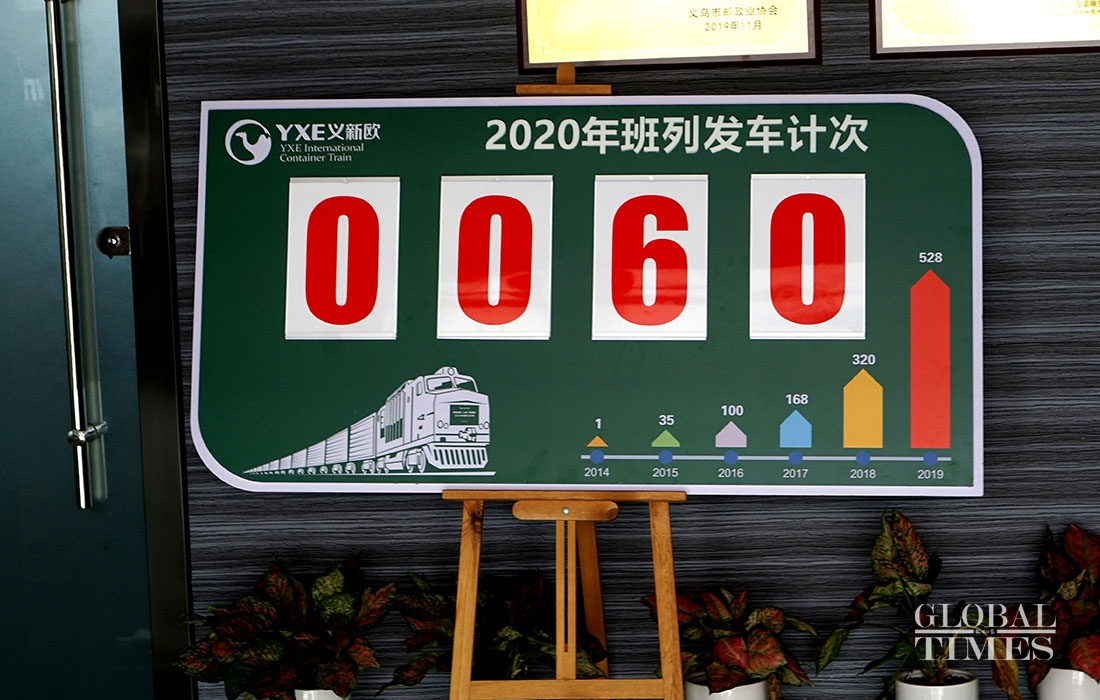 义乌市邮政业协会
2019年11月
YXE义新欧
YXE International
Container Train
2020年班列发车计次
0 0 6 0
528
320
168
100
35
1
2014 2015 2016 2017 2018 2019
GLOBAL
TIMES